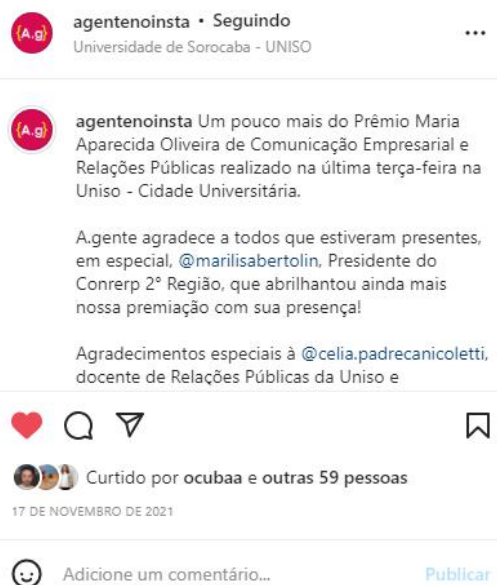 {A.g}
agentenoinsta • Seguindo
Universidade de Sorocaba - UNISO
{A.g}
agentenoinsta Um pouco mais do Prêmio Maria
Aparecida Oliveira de Comunicação Empresarial e
Relações Públicas realizado na última terça-feira na
Uniso - Cidade Universitária.
A.gente agradece a todos que estiveram presentes,
em especial, @marilisabertolin, Presidente do
Conrerp 2° Região, que abrilhantou ainda mais
nossa premiação com sua presença!
Agradecimentos especiais à @celia.padrecanicoletti,
docente de Relações Públicas da Uniso e
Curtido por ocubaa e outras 59 pessoas
17 DE NOVEMBRO DE 2021
Adicione um comentário... Publicar